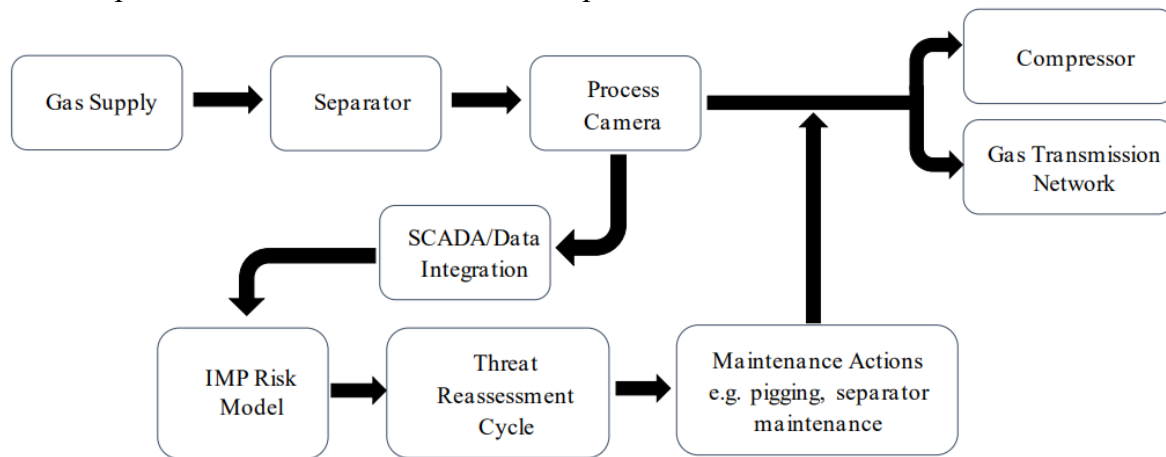 Gas Supply
Separator
Process
Camera
Compressor
Gas Transmission
Network
SCADA/Data
Integration
IMP Risk
Model
Threat
Reassessment
Cycle
Maintenance Actions
e.g. pigging, separator
maintenance